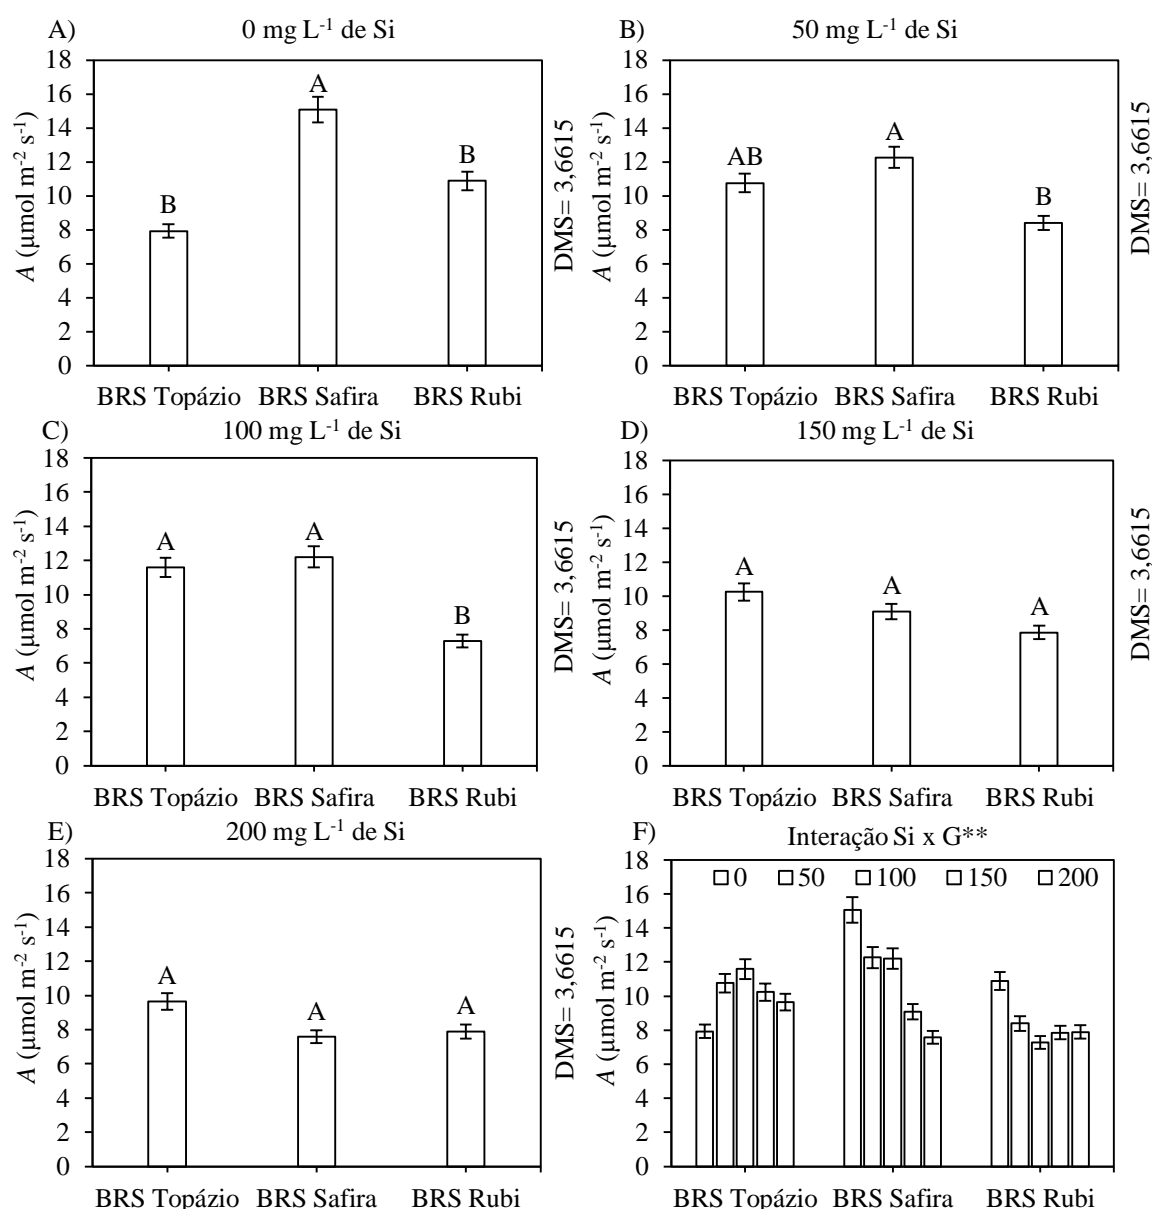 A) 0 mg L⁻¹ de Si
18
16
14
12
10
8
6
4
2
0
A (µmol m⁻² s⁻¹)
B
A
B
BRS Topázio BRS Safira BRS Rubi
DMS= 3,6615
B) 50 mg L⁻¹ de Si
18
16
14
12
10
8
6
4
2
0
A (µmol m⁻² s⁻¹)
AB
A
B
BRS Topázio BRS Safira BRS Rubi
DMS= 3,6615
C) 100 mg L⁻¹ de Si
18
16
14
12
10
8
6
4
2
0
A (µmol m⁻² s⁻¹)
A
A
B
BRS Topázio BRS Safira BRS Rubi
DMS= 3,6615
D) 150 mg L⁻¹ de Si
18
16
14
12
10
8
6
4
2
0
A (µmol m⁻² s⁻¹)
A
A
A
BRS Topázio BRS Safira BRS Rubi
DMS= 3,6615
E) 200 mg L⁻¹ de Si
18
16
14
12
10
8
6
4
2
0
A (µmol m⁻² s⁻¹)
A
A
A
BRS Topázio BRS Safira BRS Rubi
DMS= 3,6615
F) Interação Si x G**
0 50 100 150 200
18
16
14
12
10
8
6
4
2
0
A (µmol m⁻² s⁻¹)
BRS Topázio BRS Safira BRS Rubi